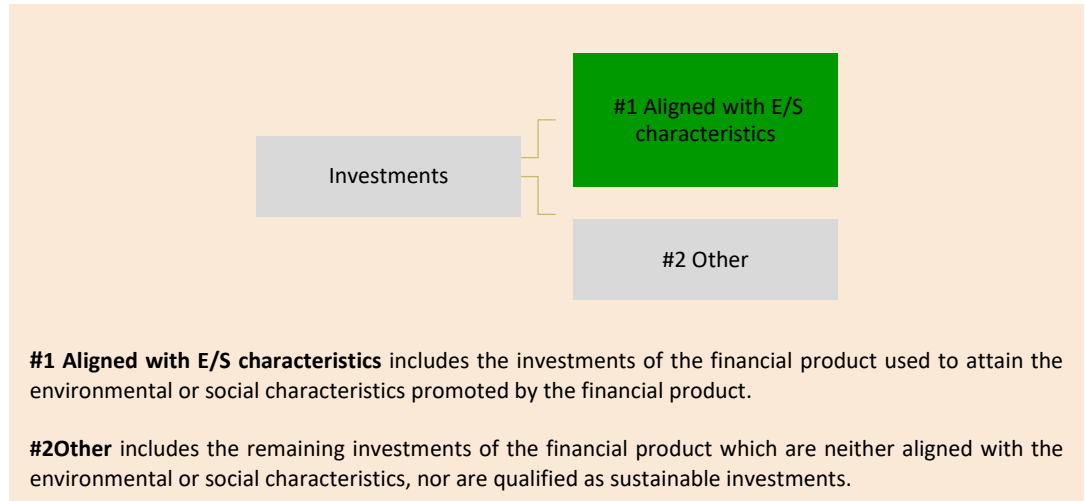 #1 Aligned with E/S
characteristics
Investments
#2 Other
#1 Aligned with E/S characteristics includes the investments of the financial product used to attain the
environmental or social characteristics promoted by the financial product.
#2Other includes the remaining investments of the financial product which are neither aligned with the
environmental or social characteristics, nor are qualified as sustainable investments.